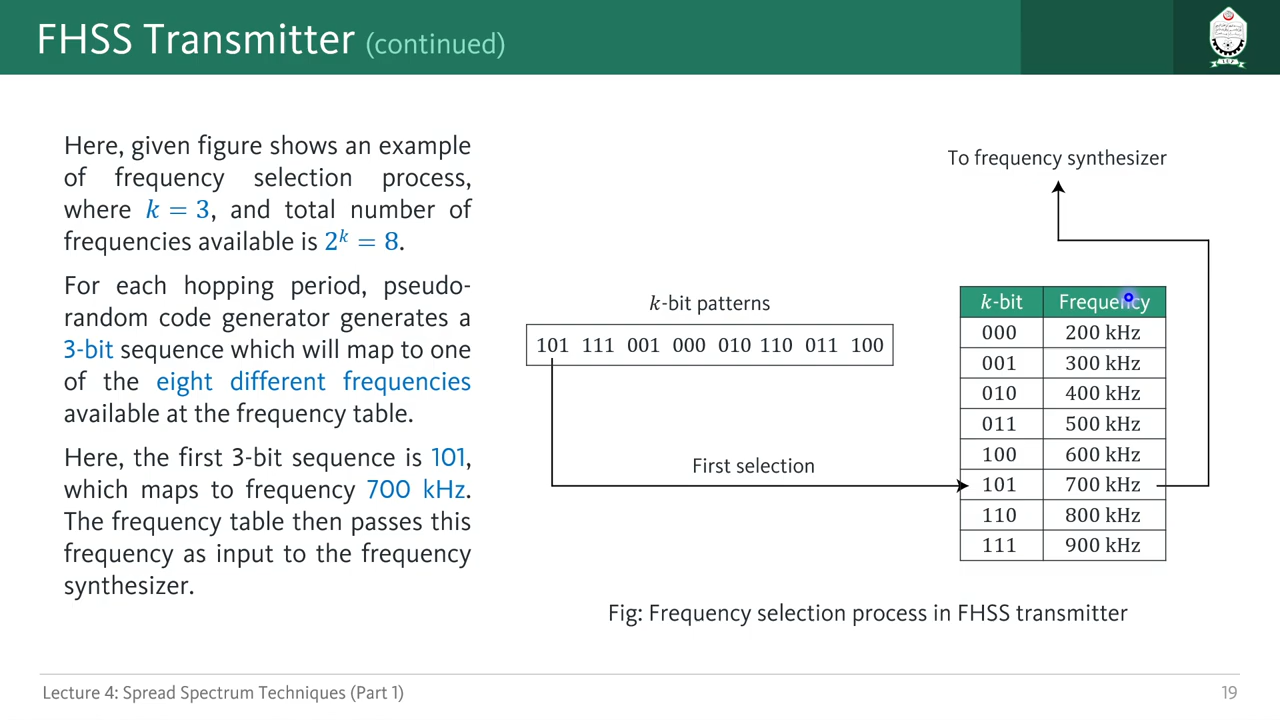 FHSS Transmitter (continued)
Here, given figure shows an example
of frequency selection process,
where k = 3, and total number of
frequencies available is 2^k = 8.
For each hopping period, pseudo-
random code generator generates a
3-bit sequence which will map to one
of the eight different frequencies
available at the frequency table.
Here, the first 3-bit sequence is 101,
which maps to frequency 700 kHz.
The frequency table then passes this
frequency as input to the frequency
synthesizer.
To frequency synthesizer
k-bit patterns
101 111 001 000 010 110 011 100
First selection
k-bit Frequency
000 200 kHz
001 300 kHz
010 400 kHz
011 500 kHz
100 600 kHz
101 700 kHz
110 800 kHz
111 900 kHz
Fig: Frequency selection process in FHSS transmitter
Lecture 4: Spread Spectrum Techniques (Part 1)
19